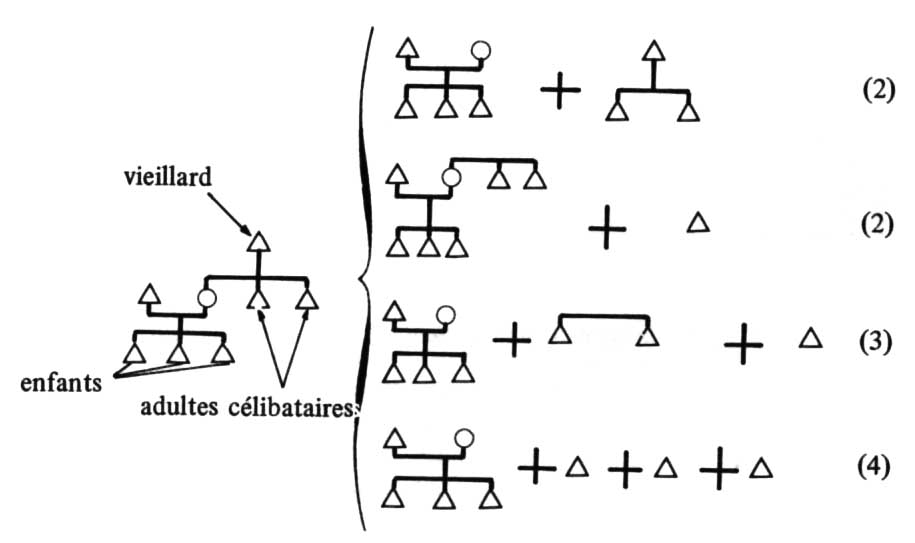 (2)
vieillard
(2)
(3)
enfants
adultes célibataires
(4)